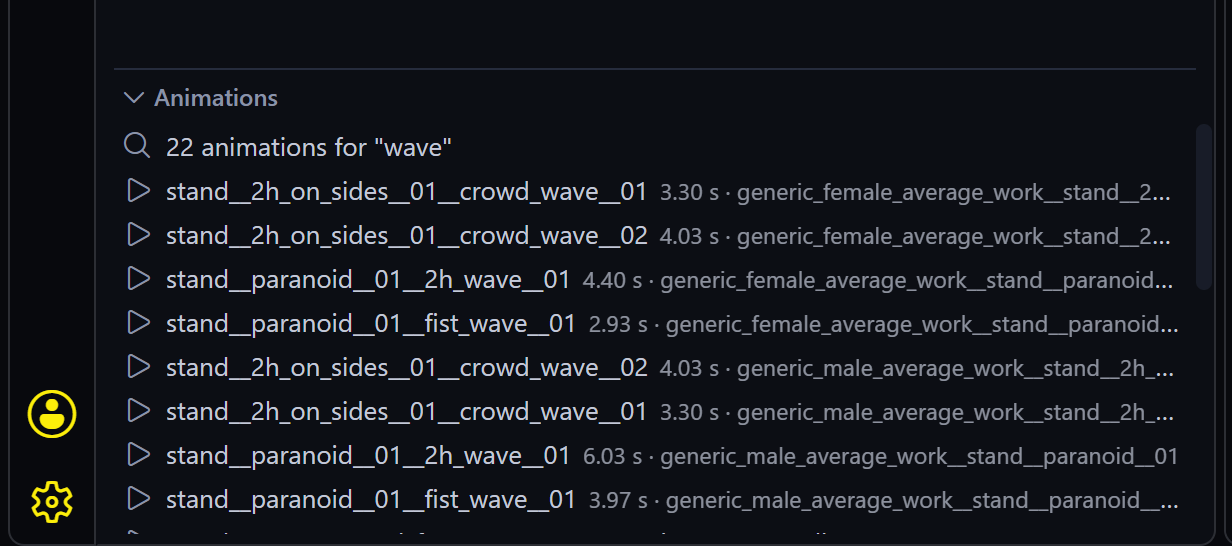 Animations
22 animations for "wave"
stand__2h_on_sides__01__crowd_wave__01 3.30 s · generic_female_average_work__stand__2...
stand__2h_on_sides__01__crowd_wave__02 4.03 s · generic_female_average_work__stand__2...
stand__paranoid__01__2h_wave__01 4.40 s · generic_female_average_work__stand__paranoid...
stand__paranoid__01__fist_wave__01 2.93 s · generic_female_average_work__stand__paranoid...
stand__2h_on_sides__01__crowd_wave__02 4.03 s · generic_male_average_work__stand__2h_...
stand__2h_on_sides__01__crowd_wave__01 3.30 s · generic_male_average_work__stand__2h_...
stand__paranoid__01__2h_wave__01 6.03 s · generic_male_average_work__stand__paranoid__01
stand__paranoid__01__fist_wave__01 3.97 s · generic_male_average_work__stand__paranoid__...